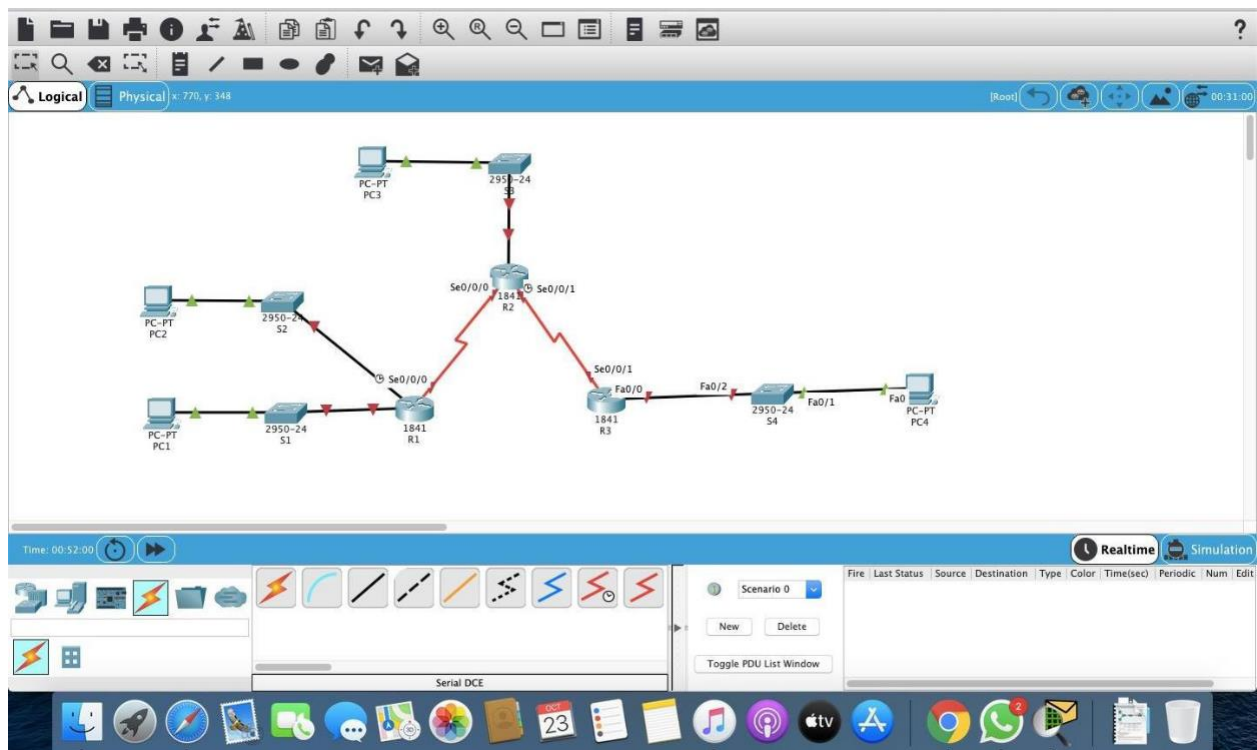 ?
Logical Physical x: 770, y: 348 [Root] 00:31:00
PC-PT
PC3
2950-24
S3
Se0/0/0 Se0/0/1
1841
R2
PC-PT
PC2
2950-24
S2
Se0/0/0
Se0/0/1
Fa0/0 Fa0/2
1841
R3
2950-24
S4
Fa0/1
Fa0
PC-PT
PC4
PC-PT
PC1
2950-24
S1
1841
R1
Time: 00:52:00 Realtime Simulation
Scenario 0
New Delete
Toggle PDU List Window
Fire Last Status Source Destination Type Color Time(sec) Periodic Num Edit
Serial DCE
OCT
23
tv
2